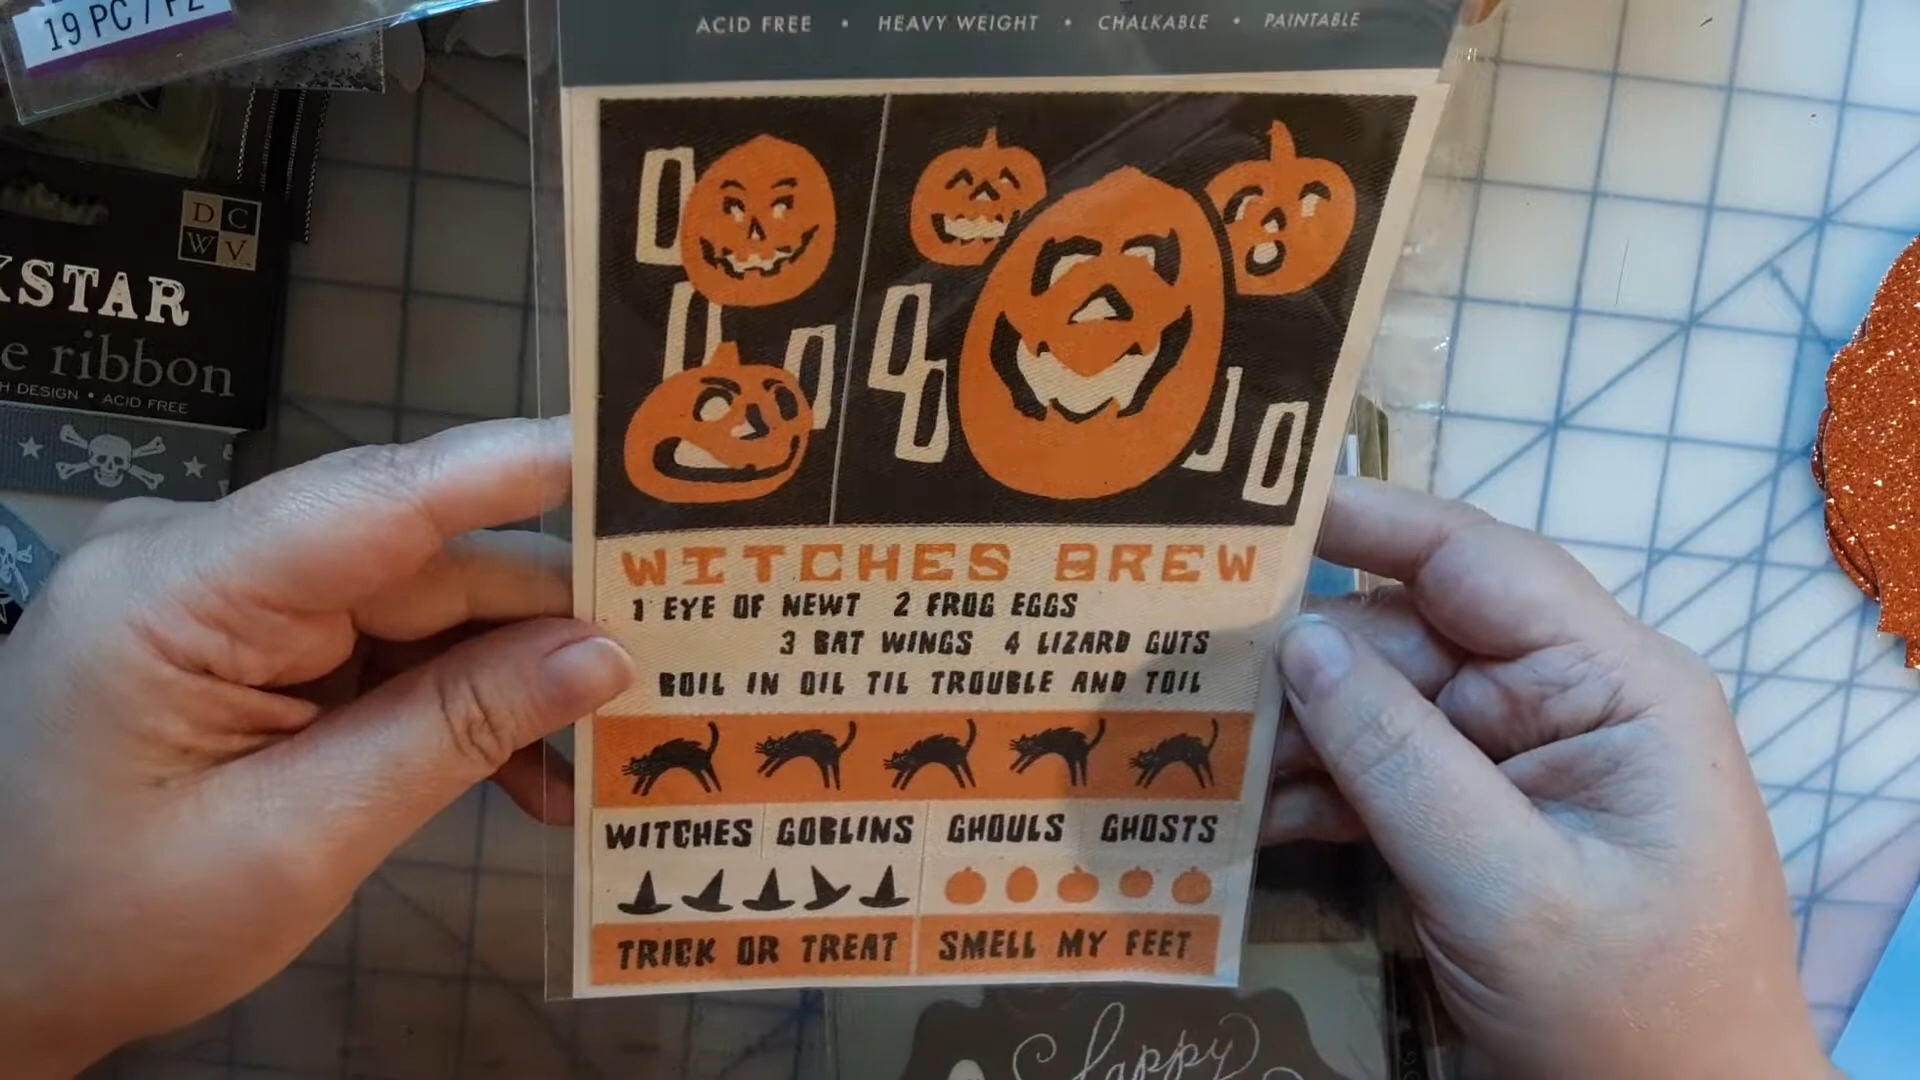 19 PC / PZ
ACID FREE • HEAVY WEIGHT • CHALKABLE • PAINTABLE
D C
W V
KSTAR
e ribbon
H DESIGN • ACID FREE
WITCHES BREW
1 EYE OF NEWT 2 FROG EGGS
3 BAT WINGS 4 LIZARD GUTS
BOIL IN OIL TIL TROUBLE AND TOIL
WITCHES GOBLINS GHOULS GHOSTS
TRICK OR TREAT SMELL MY FEET
Happy